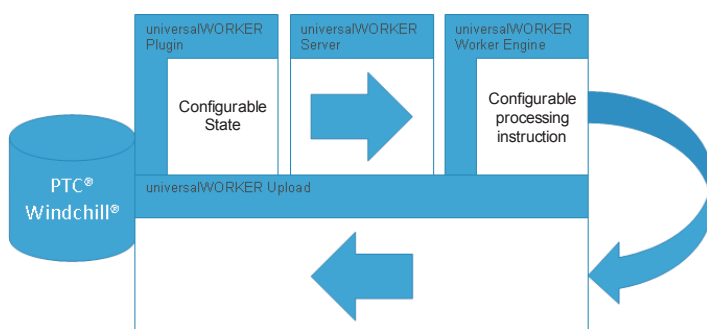 universalWORKER
Plugin
universalWORKER
Server
universalWORKER
Worker Engine
Configurable
State
Configurable
processing
instruction
PTC®
Windchill®
universalWORKER Upload